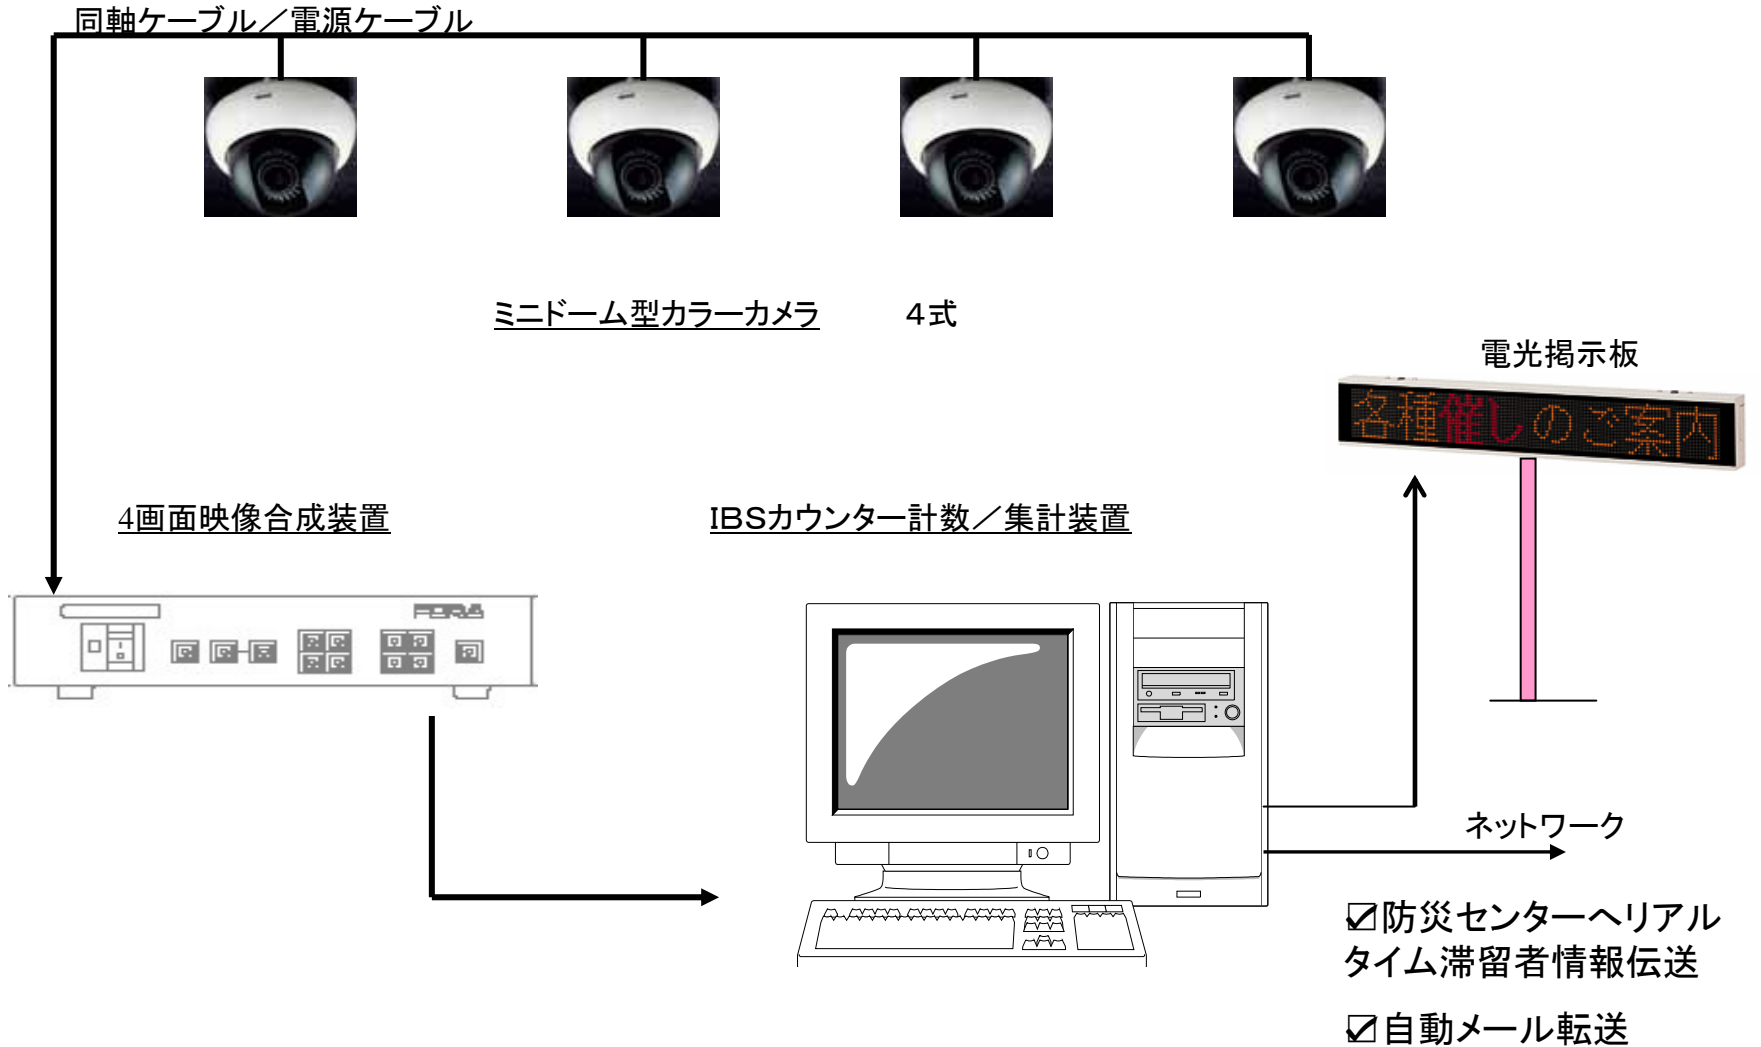 同軸ケーブル／電源ケーブル
ミニドーム型カラーカメラ　　４式
電光掲示板
各種催しのご案内
4画面映像合成装置
IBSカウンター計数／集計装置
FOR.A
ネットワーク
☑防災センターへリアル
タイム滞留者情報伝送
☑自動メール転送